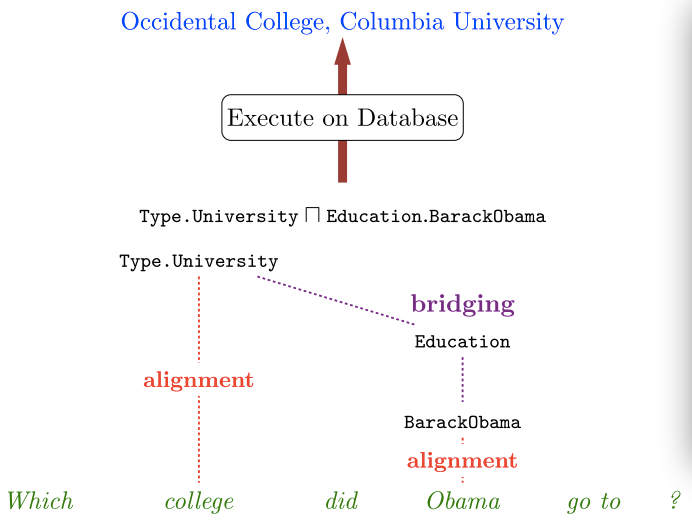 Occidental College, Columbia University
Execute on Database
Type.University ⊓ Education.BarackObama
Type.University
bridging
Education
alignment
BarackObama
alignment
Which college did Obama go to ?